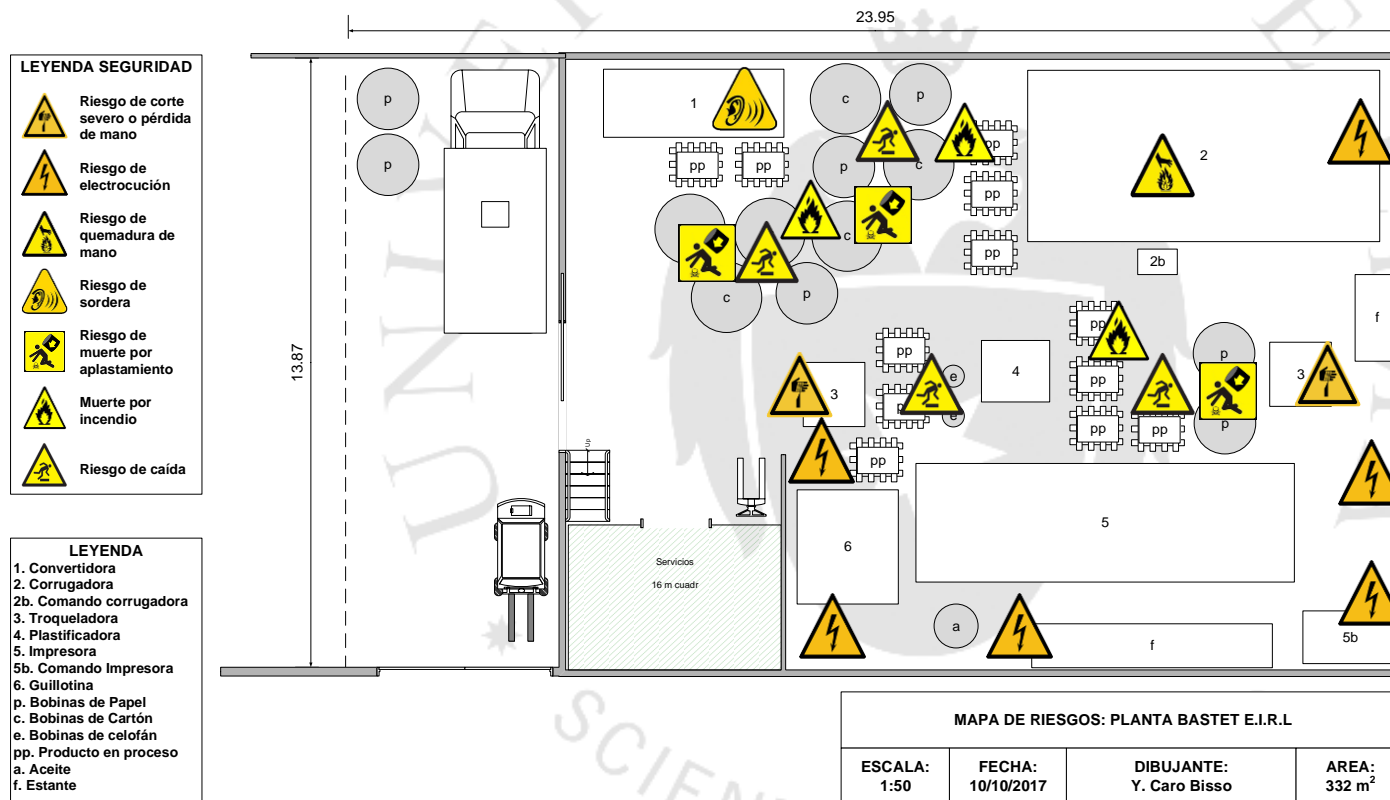 23.95
13.87
LEYENDA SEGURIDAD
Riesgo de corte
severo o pérdida
de mano
Riesgo de
electrocución
Riesgo de
quemadura de
mano
Riesgo de
sordera
Riesgo de
muerte por
aplastamiento
Muerte por
incendio
Riesgo de caída
LEYENDA
1. Convertidora
2. Corrugadora
2b. Comando corrugadora
3. Troqueladora
4. Plastificadora
5. Impresora
5b. Comando Impresora
6. Guillotina
p. Bobinas de Papel
c. Bobinas de Cartón
e. Bobinas de celofán
pp. Producto en proceso
a. Aceite
f. Estante
p
p
1
c
p
pp
pp
p
c
pp
pp
pp
2
2b
c
c
p
f
pp
p
pp
e
4
3
pp
e
pp
3
pp
pp
p
pp
Up
6
5
Servicios
16 m cuadr
a
f
5b
MAPA DE RIESGOS: PLANTA BASTET E.I.R.L
ESCALA:
1:50
FECHA:
10/10/2017
DIBUJANTE:
Y. Caro Bisso
AREA:
332 m²
SCIEN